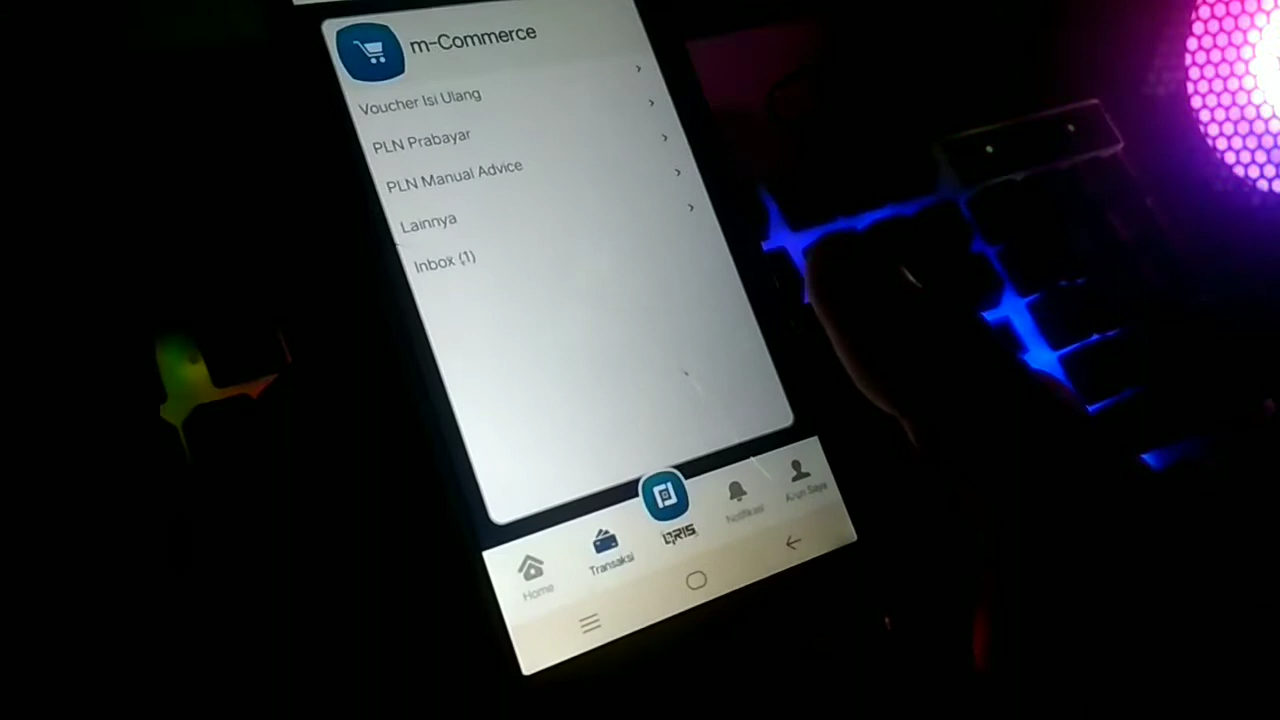 m-Commerce
Voucher Isi Ulang
PLN Prabayar
PLN Manual Advice
Lainnya
Inbox (1)
Home
Transaksi
QRIS
Notifikasi
Akun Saya